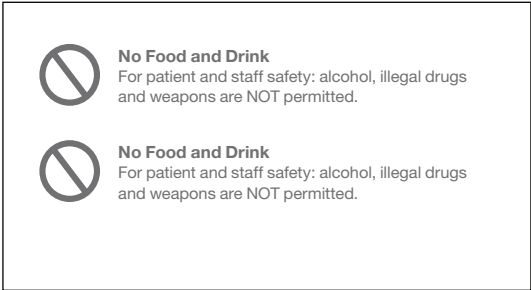 No Food and Drink
For patient and staff safety: alcohol, illegal drugs
and weapons are NOT permitted.
No Food and Drink
For patient and staff safety: alcohol, illegal drugs
and weapons are NOT permitted.